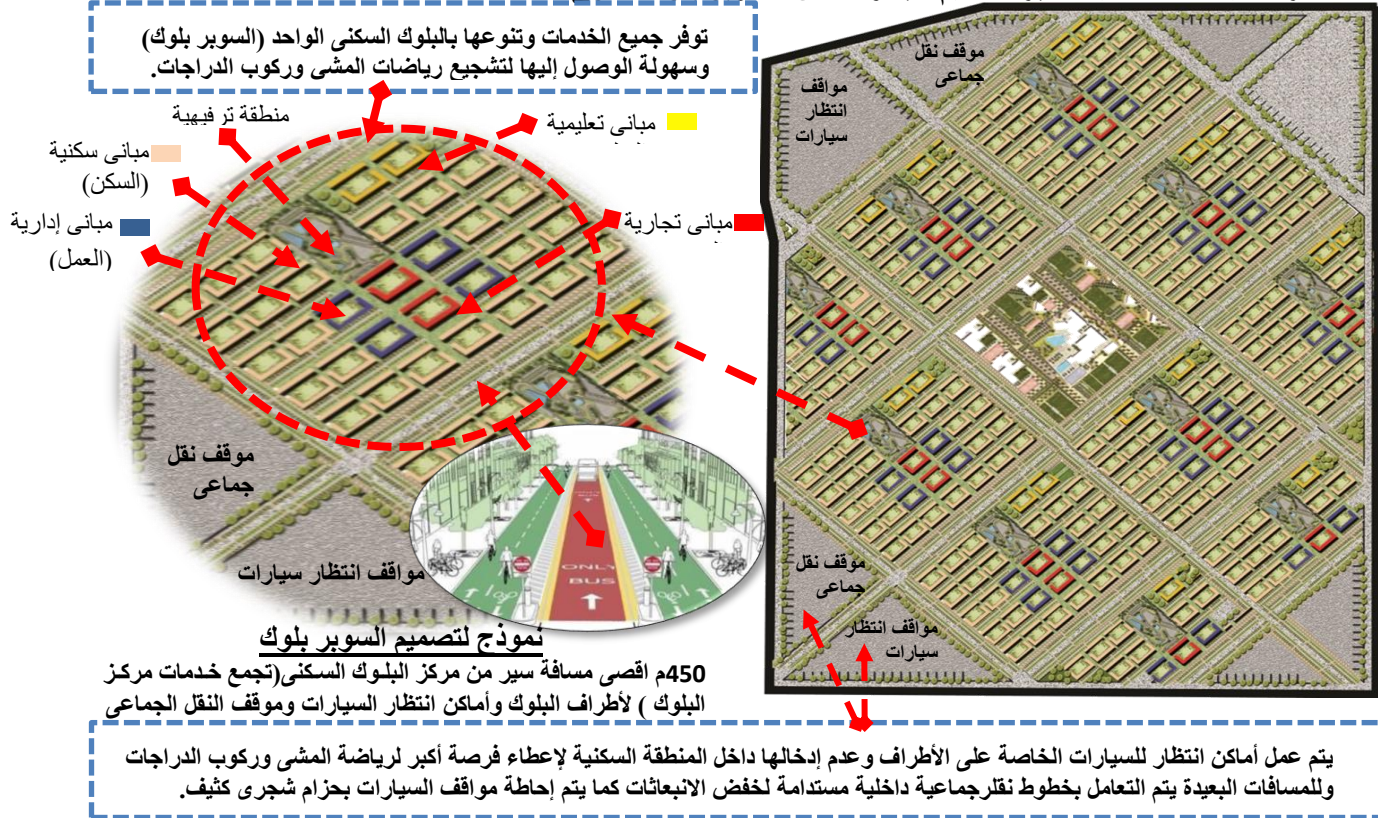 توفر جميع الخدمات وتنوعها بالبلوك السكنى الواحد (السوبر بلوك)
وسهولة الوصول إليها لتشجيع رياضات المشى وركوب الدراجات.
موقف نقل
جماعى
مواقف
انتظار
سيارات
منطقة ترفيهية
مبانى تعليمية
مبانى سكنية
(السكن)
مبانى تجارية
مبانى إدارية
(العمل)
موقف نقل
جماعى
مواقف انتظار سيارات
ONLY
BUS
موقف نقل
جماعى
مواقف انتظار
سيارات
نموذج لتصميم السوبر بلوك
450م اقصى مسافة سير من مركز البلوك السكنى(تجمع خدمات مركز
البلوك ) لأطراف البلوك وأماكن انتظار السيارات وموقف النقل الجماعى
يتم عمل أماكن انتظار للسيارات الخاصة على الأطراف وعدم إدخالها داخل المنطقة السكنية لإعطاء فرصة أكبر لرياضة المشى وركوب الدراجات
وللمسافات البعيدة يتم التعامل بخطوط نقلرجماعية داخلية مستدامة لخفض الانبعاثات كما يتم إحاطة مواقف السيارات بحزام شجرى كثيف.